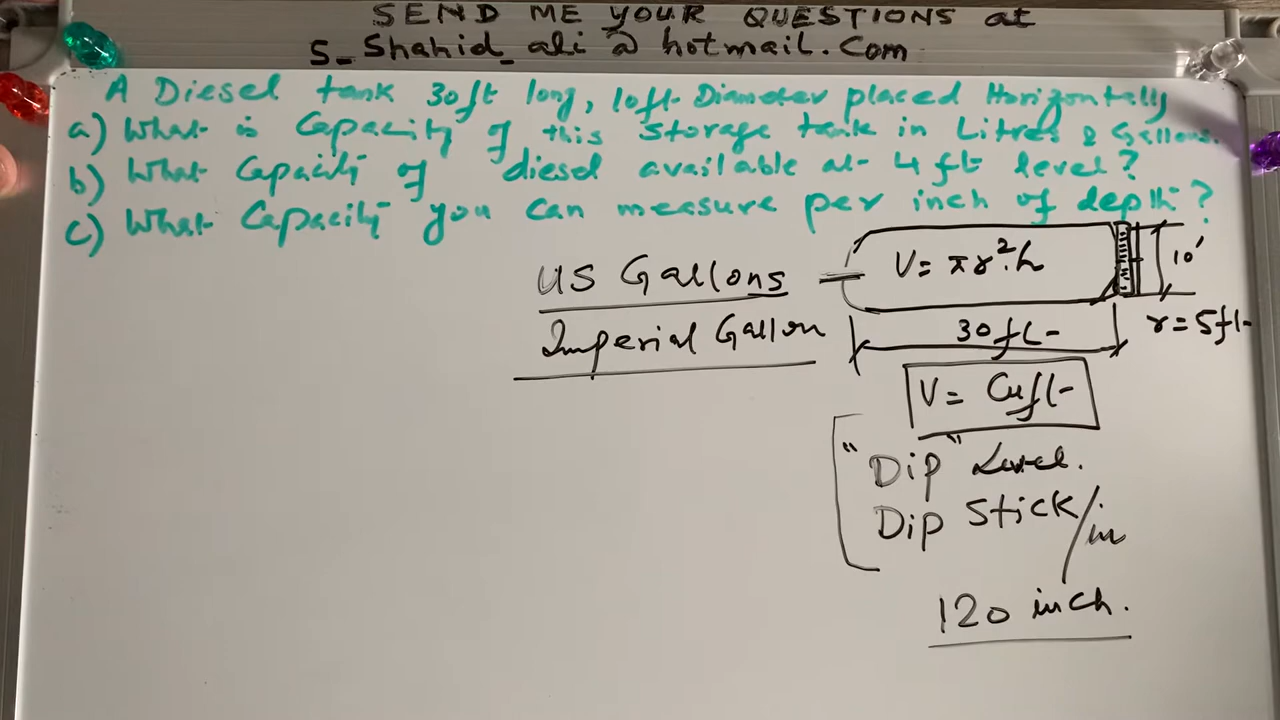 SEND ME YOUR QUESTIONS at
S_Shahid_ali@hotmail.Com
A Diesel tank 30ft long, 10ft Diameter placed Horizontally
a) What is Capacity of this storage tank in Litres & Gallons.
b) What Capacity of diesel available at 4 ft level?
c) What Capacity you can measure per inch of depth?
V= πr².h
10'
US Gallons
Imperial Gallon
30ft
r=5ft
V= Cuft
"Dip" Level.
Dip Stick/in
120 inch.